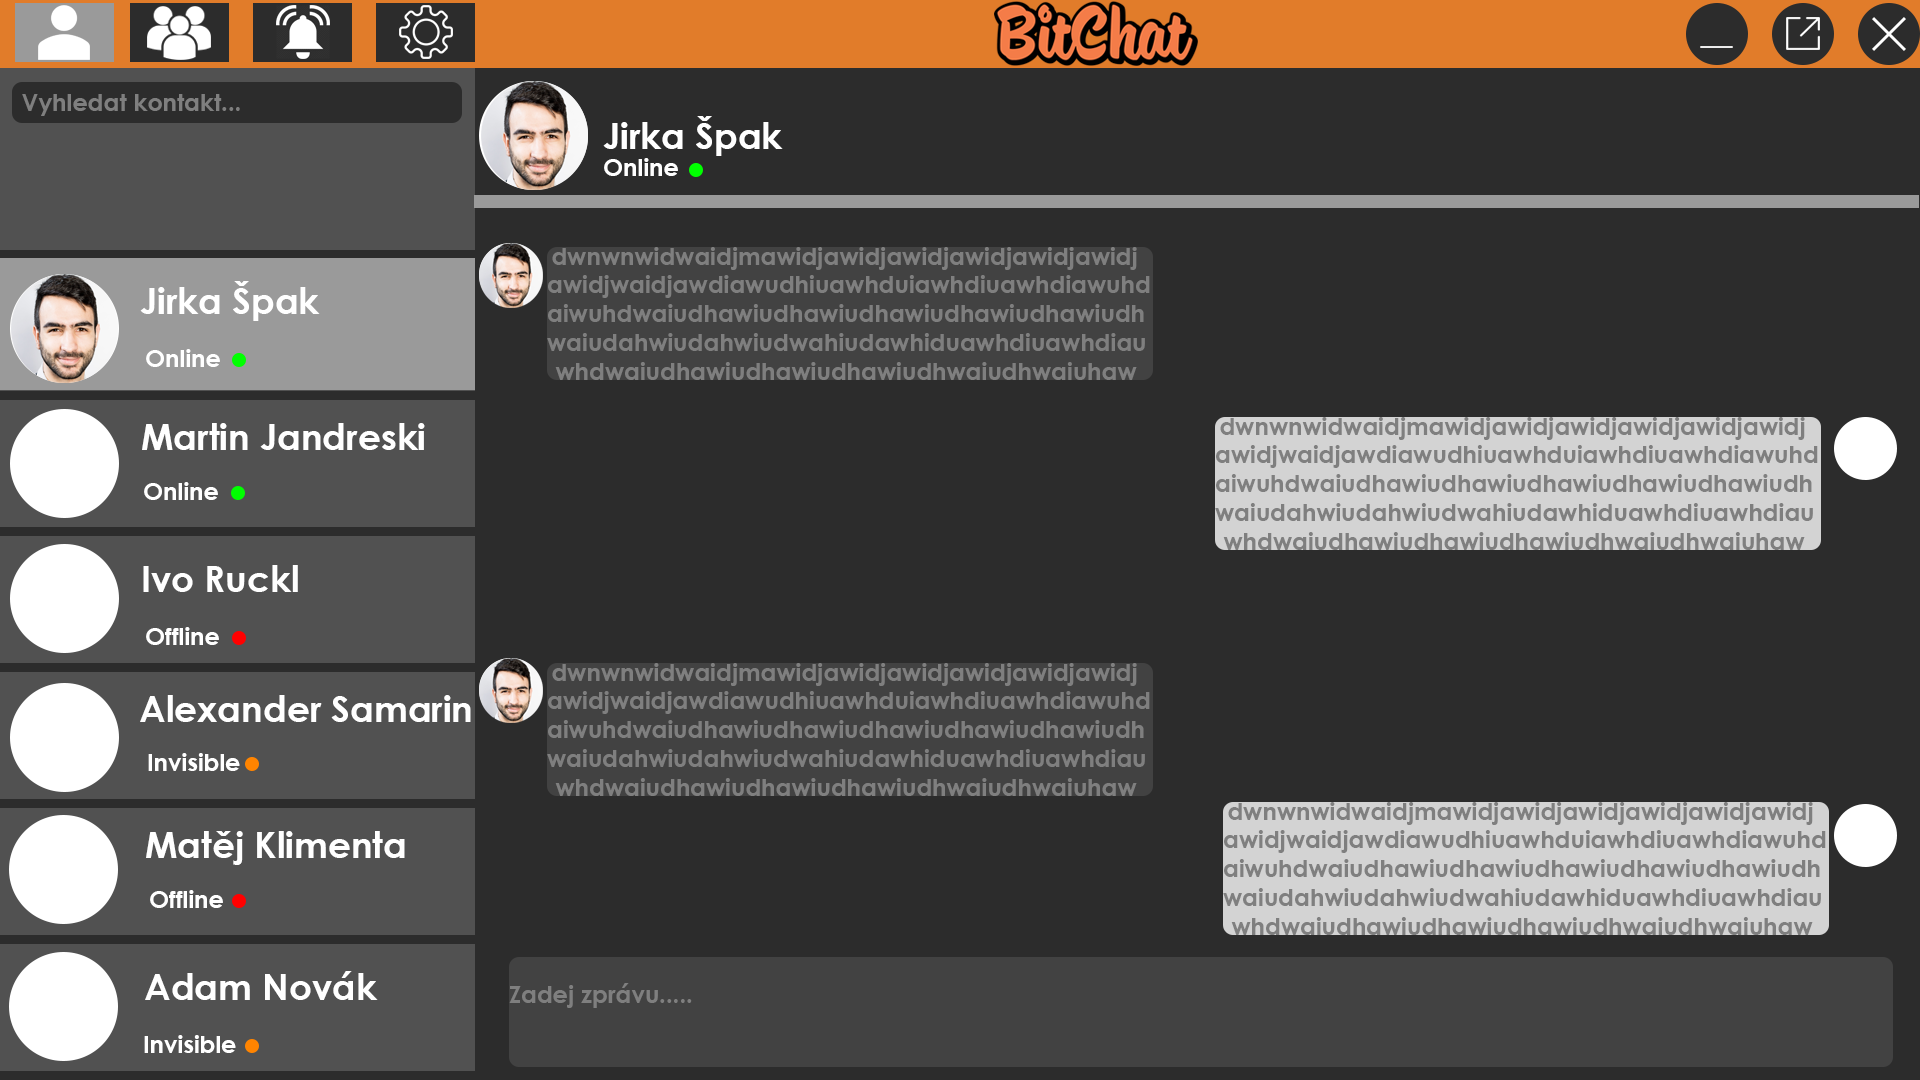 BitChat
Vyhledat kontakt...
Jirka Špak
Online
Jirka Špak
Online
Martin Jandreski
Online
Ivo Ruckl
Offline
Alexander Samarin
Invisible
Matěj Klimenta
Offline
Adam Novák
Invisible
dwnwnwidwaidjmawidjawidjawidjawidjawidjawidj
awidjwaidjawdiawudhiuawhduiawhdiuawhdiawuhd
aiwuhdwaiudhawiudhawiudhawiudhawiudhawiudh
waiudahwiudahwiudwahiudawhiduawhdiuawhdiau
whdwaiudhawiudhawiudhawiudhwaiudhwaiuhaw
dwnwnwidwaidjmawidjawidjawidjawidjawidjawidj
awidjwaidjawdiawudhiuawhduiawhdiuawhdiawuhd
aiwuhdwaiudhawiudhawiudhawiudhawiudhawiudh
waiudahwiudahwiudwahiudawhiduawhdiuawhdiau
whdwaiudhawiudhawiudhawiudhwaiudhwaiuhaw
dwnwnwidwaidjmawidjawidjawidjawidjawidjawidj
awidjwaidjawdiawudhiuawhduiawhdiuawhdiawuhd
aiwuhdwaiudhawiudhawiudhawiudhawiudhawiudh
waiudahwiudahwiudwahiudawhiduawhdiuawhdiau
whdwaiudhawiudhawiudhawiudhwaiudhwaiuhaw
dwnwnwidwaidjmawidjawidjawidjawidjawidjawidj
awidjwaidjawdiawudhiuawhduiawhdiuawhdiawuhd
aiwuhdwaiudhawiudhawiudhawiudhawiudhawiudh
waiudahwiudahwiudwahiudawhiduawhdiuawhdiau
whdwaiudhawiudhawiudhawiudhwaiudhwaiuhaw
Zadej zprávu.....